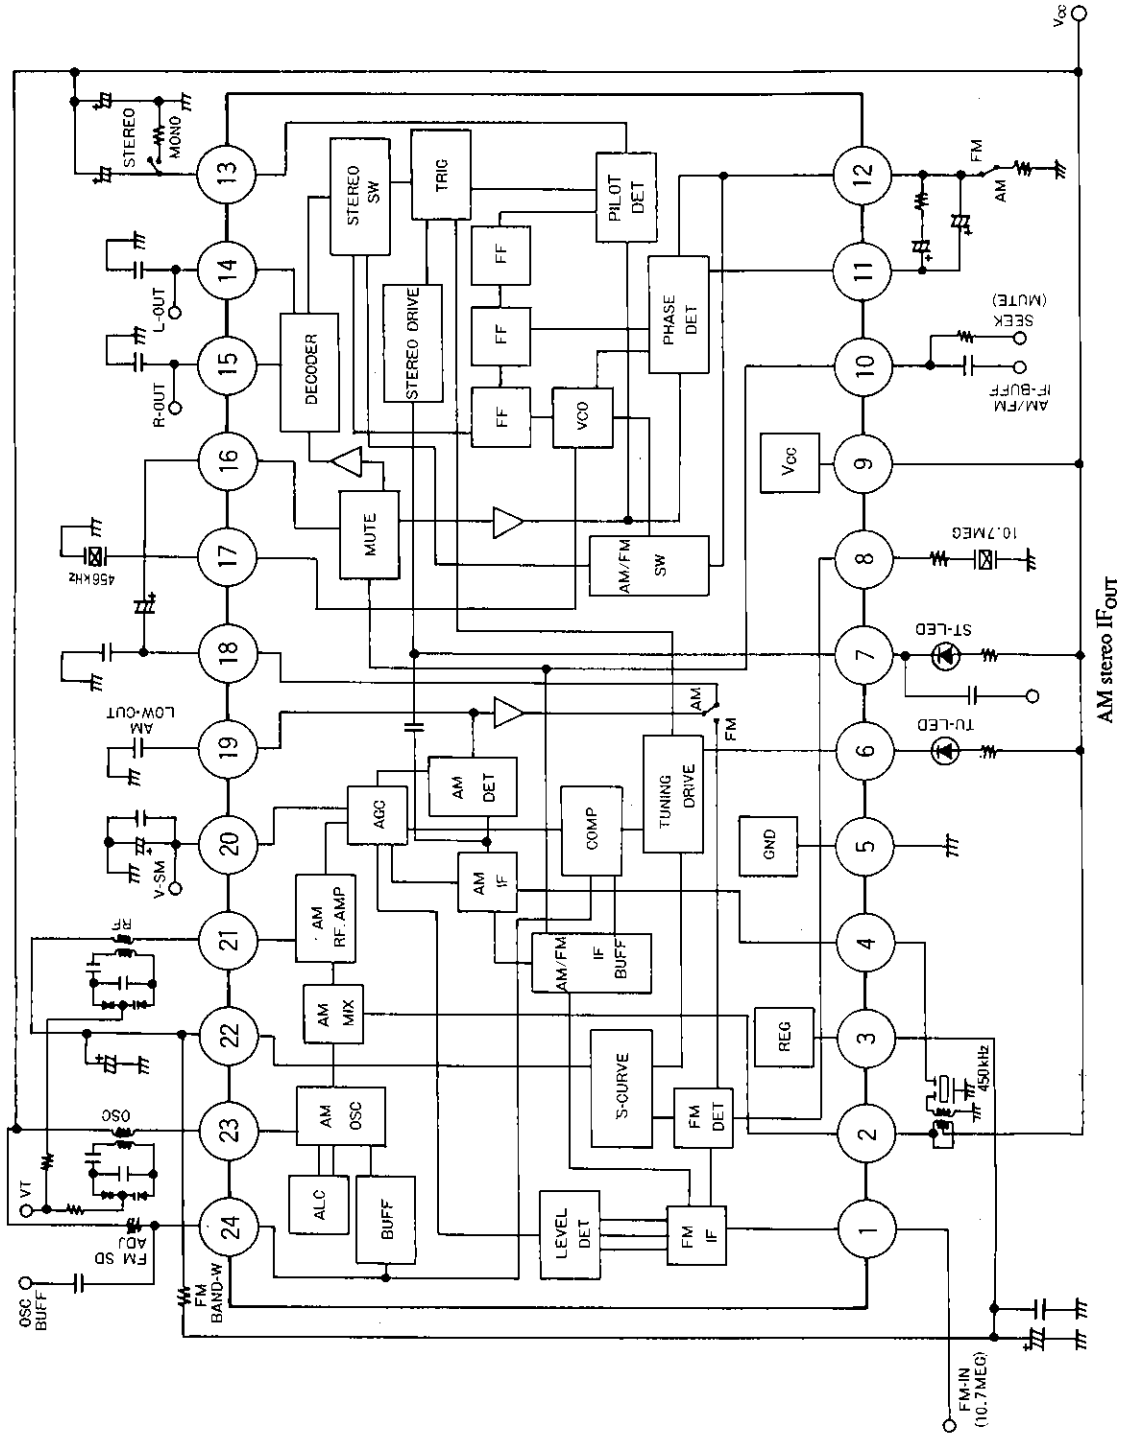 OSC
BUFF
VT
OSC
FM SD
ADJ
FM
BAND-W
RF
V-SM
AM
LOW-CUT
456kHz
R-OUT
L-OUT
STEREO
MONO
Vcc
24
23
22
21
20
19
18
17
16
15
14
13
ALC
BUFF
AM
OSC
AM
MIX
AM
RF.AMP
AGC
AM
DET
AM
IF
COMP
TUNING
DRIVE
AM/FM
IF
BUFF
S-CURVE
FM
DET
LEVEL
DET
FM
IF
AM
FM
MUTE
DECODER
STEREO
SW
STEREO DRIVE
TRIG
FF
FF
FF
VCO
PILOT
DET
PHASE
DET
AM/FM
SW
REG
GND
Vcc
1
2
3
4
5
6
7
8
9
10
11
12
FM-IN
(10.7MEG)
450kHz
TU-LED
ST-LED
10.7MEG
AM/FM
IF-BUFF
SEEK
(MUTE)
AM
FM
AM stereo IFOUT